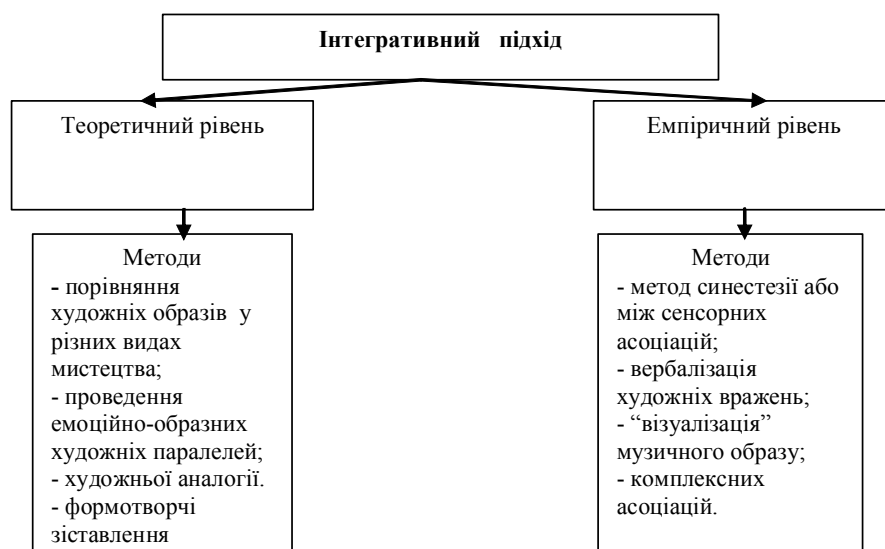 Інтегративний підхід
Теоретичний рівень
Емпіричний рівень
Методи
- порівняння
художніх образів у
різних видах
мистецтва;
- проведення
емоційно-образних
художніх паралелей;
- художньої аналогії.
- формотворчі
зіставлення
Методи
- метод синестезії або
між сенсорних
асоціацій;
- вербалізація
художніх вражень;
- “візуалізація”
музичного образу;
- комплексних
асоціацій.